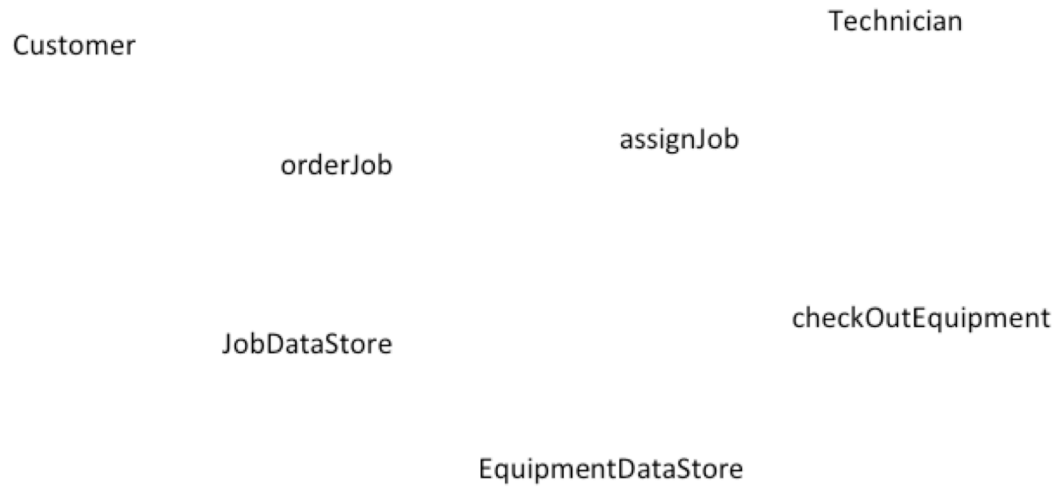 Technician
Customer
assignJob
orderJob
checkOutEquipment
JobDataStore
EquipmentDataStore